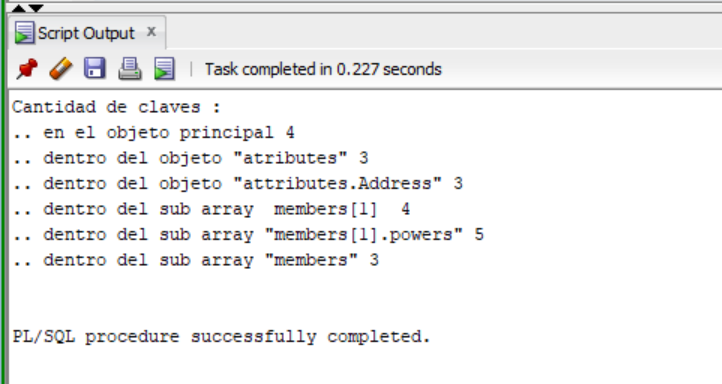 Script Output x
Task completed in 0.227 seconds
Cantidad de claves :
.. en el objeto principal 4
.. dentro del objeto "atributes" 3
.. dentro del objeto "attributes.Address" 3
.. dentro del sub array  members[1]  4
.. dentro del sub array "members[1].powers" 5
.. dentro del sub array "members" 3
PL/SQL procedure successfully completed.